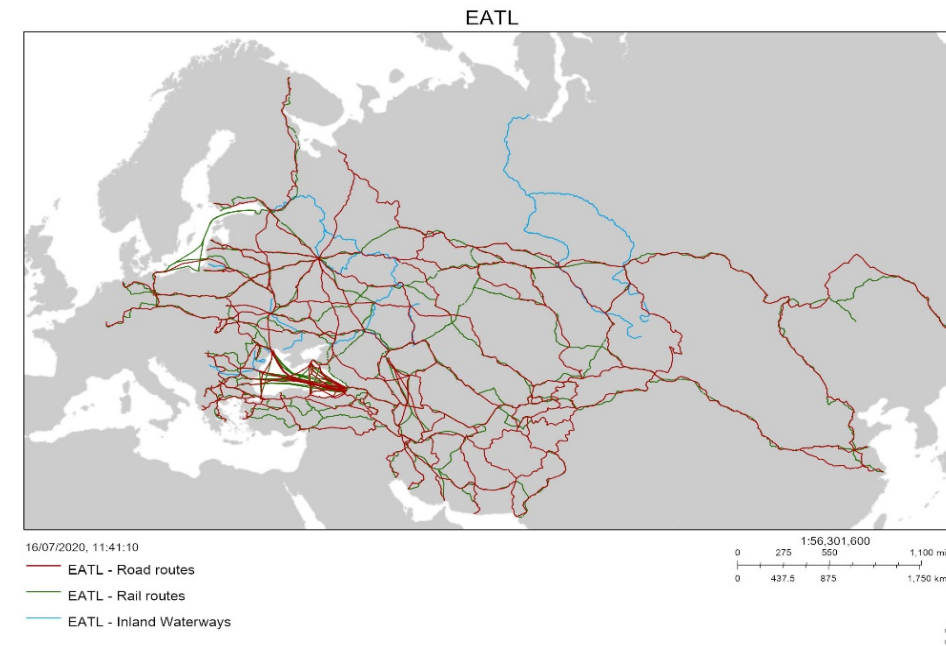 EATL
16/07/2020, 11:41:10
EATL - Road routes
EATL - Rail routes
EATL - Inland Waterways
1:56,301,600
0 275 550 1,100 mi
0 437.5 875 1,750 km